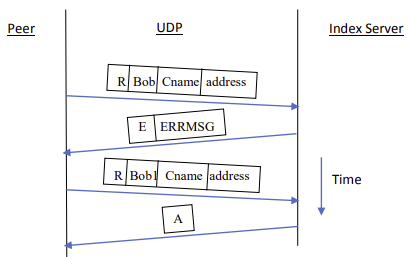 Peer UDP Index Server
R Bob Cname address
E ERRMSG
R Bob1 Cname address
Time
A